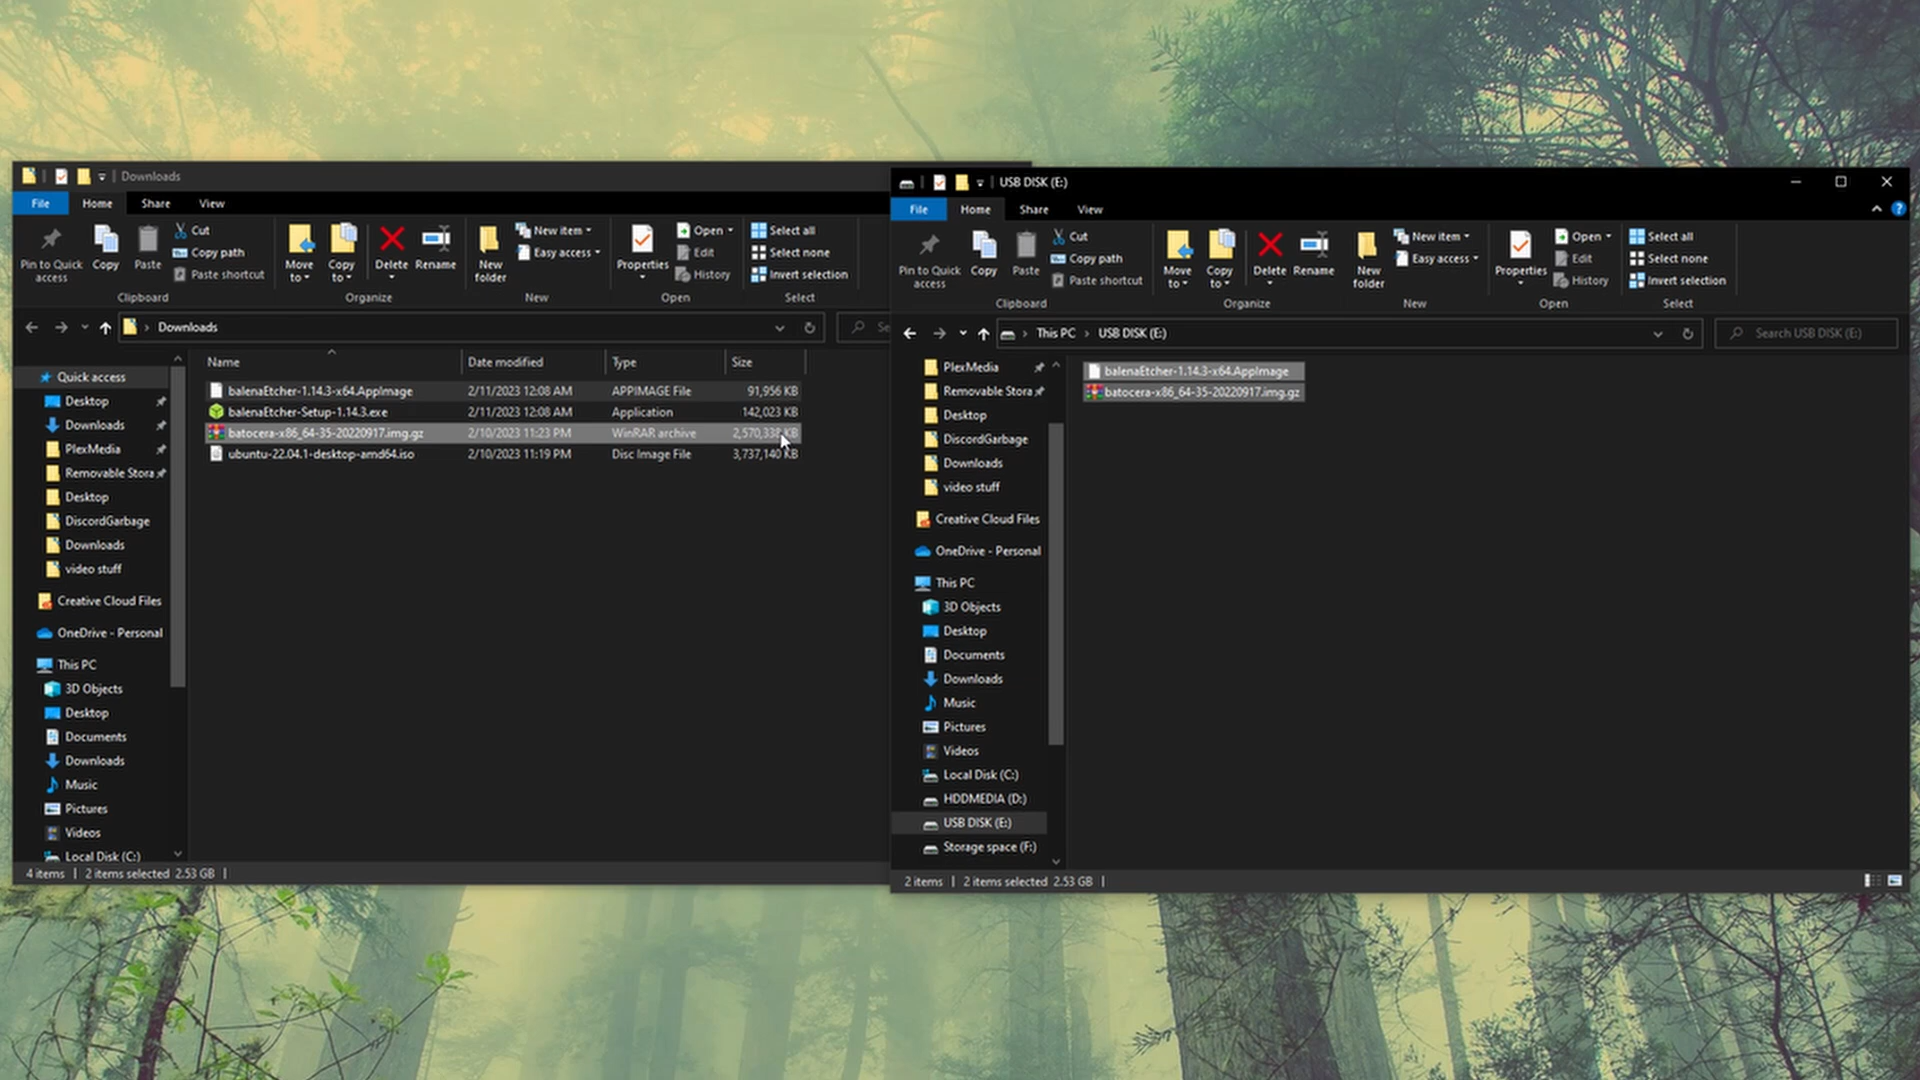 Downloads
File Home Share View
Pin to Quick access
Copy
Paste
Cut
Copy path
Paste shortcut
Clipboard
Move to
Copy to
Delete
Rename
Organize
New folder
New item
Easy access
New
Properties
Open
Edit
History
Open
Select all
Select none
Invert selection
Select
Downloads
Name Date modified Type Size
balenaEtcher-1.14.3-x64.AppImage 2/11/2023 12:08 AM APPIMAGE File 91,956 KB
balenaEtcher-Setup-1.14.3.exe 2/11/2023 12:08 AM Application 142,023 KB
batocera-x86_64-35-20220917.img.gz 2/10/2023 11:23 PM WinRAR archive 2,570,338 KB
ubuntu-22.04.1-desktop-amd64.iso 2/10/2023 11:19 PM Disc Image File 3,737,140 KB
Quick access
Desktop
Downloads
PlexMedia
Removable Stora
Desktop
DiscordGarbage
Downloads
video stuff
Creative Cloud Files
OneDrive - Personal
This PC
3D Objects
Desktop
Documents
Downloads
Music
Pictures
Videos
Local Disk (C:)
4 items | 2 items selected 2.53 GB |
USB DISK (E:)
File Home Share View
Pin to Quick access
Copy
Paste
Cut
Copy path
Paste shortcut
Clipboard
Move to
Copy to
Delete
Rename
Organize
New folder
New item
Easy access
New
Properties
Open
Edit
History
Open
Select all
Select none
Invert selection
Select
This PC > USB DISK (E:)
Search USB DISK (E:)
balenaEtcher-1.14.3-x64.AppImage
batocera-x86_64-35-20220917.img.gz
PlexMedia
Removable Stora
Desktop
DiscordGarbage
Downloads
video stuff
Creative Cloud Files
OneDrive - Personal
This PC
3D Objects
Desktop
Documents
Downloads
Music
Pictures
Videos
Local Disk (C:)
HDDMEDIA (D:)
USB DISK (E:)
Storage space (F:)
2 items | 2 items selected 2.53 GB |